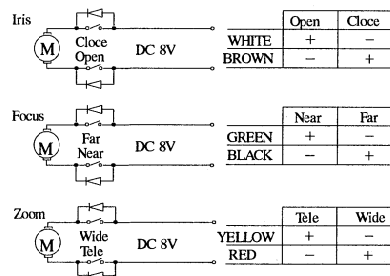 Iris
Open Cloce
M Cloce DC 8V WHITE + −
Open BROWN − +
Focus
Near Far
M Far DC 8V GREEN + −
Near BLACK − +
Zoom
Tele Wide
M Wide DC 8V YELLOW + −
Tele RED − +